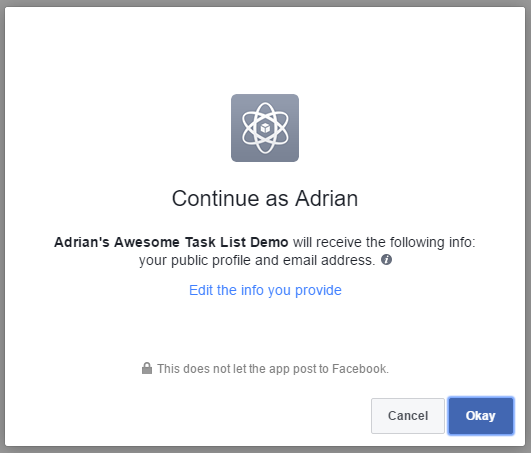 Continue as Adrian
Adrian's Awesome Task List Demo will receive the following info:
your public profile and email address.
Edit the info you provide
This does not let the app post to Facebook.
Cancel
Okay